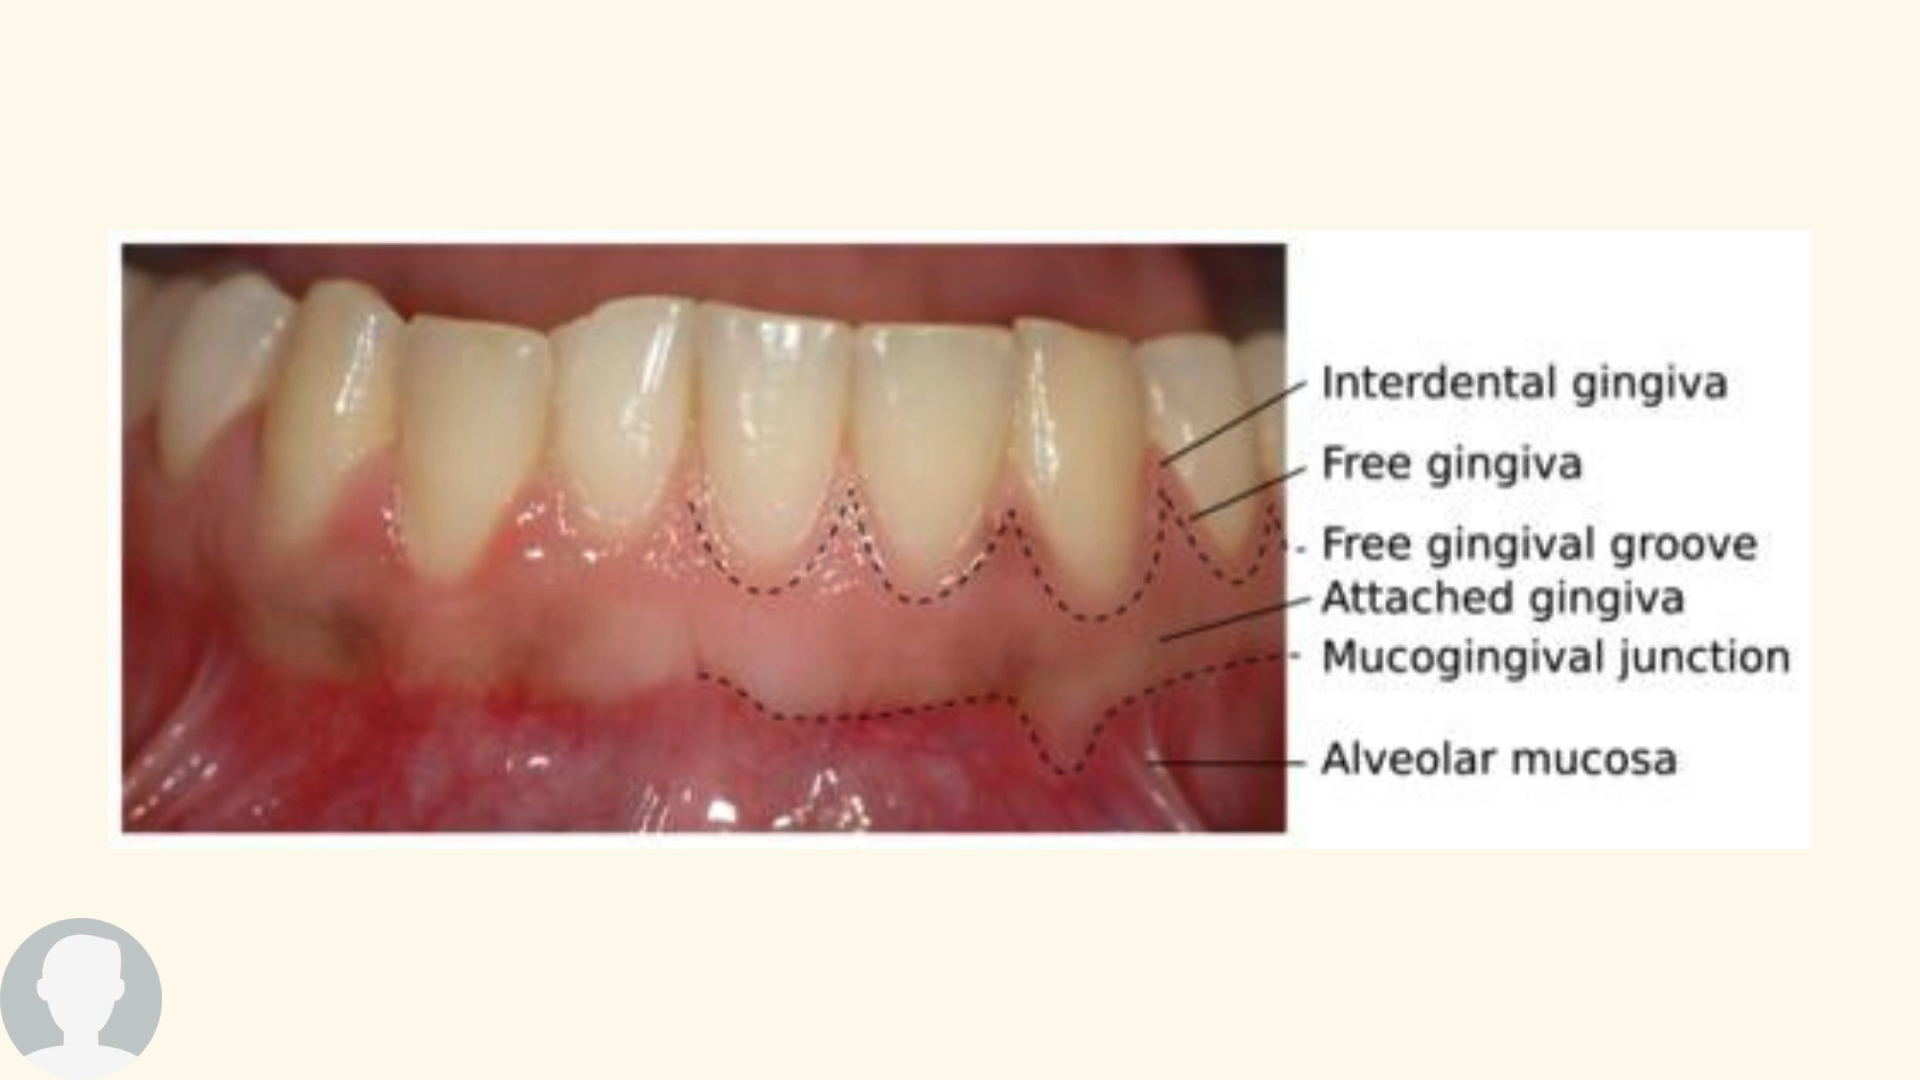 Interdental gingiva
Free gingiva
Free gingival groove
Attached gingiva
Mucogingival junction
Alveolar mucosa